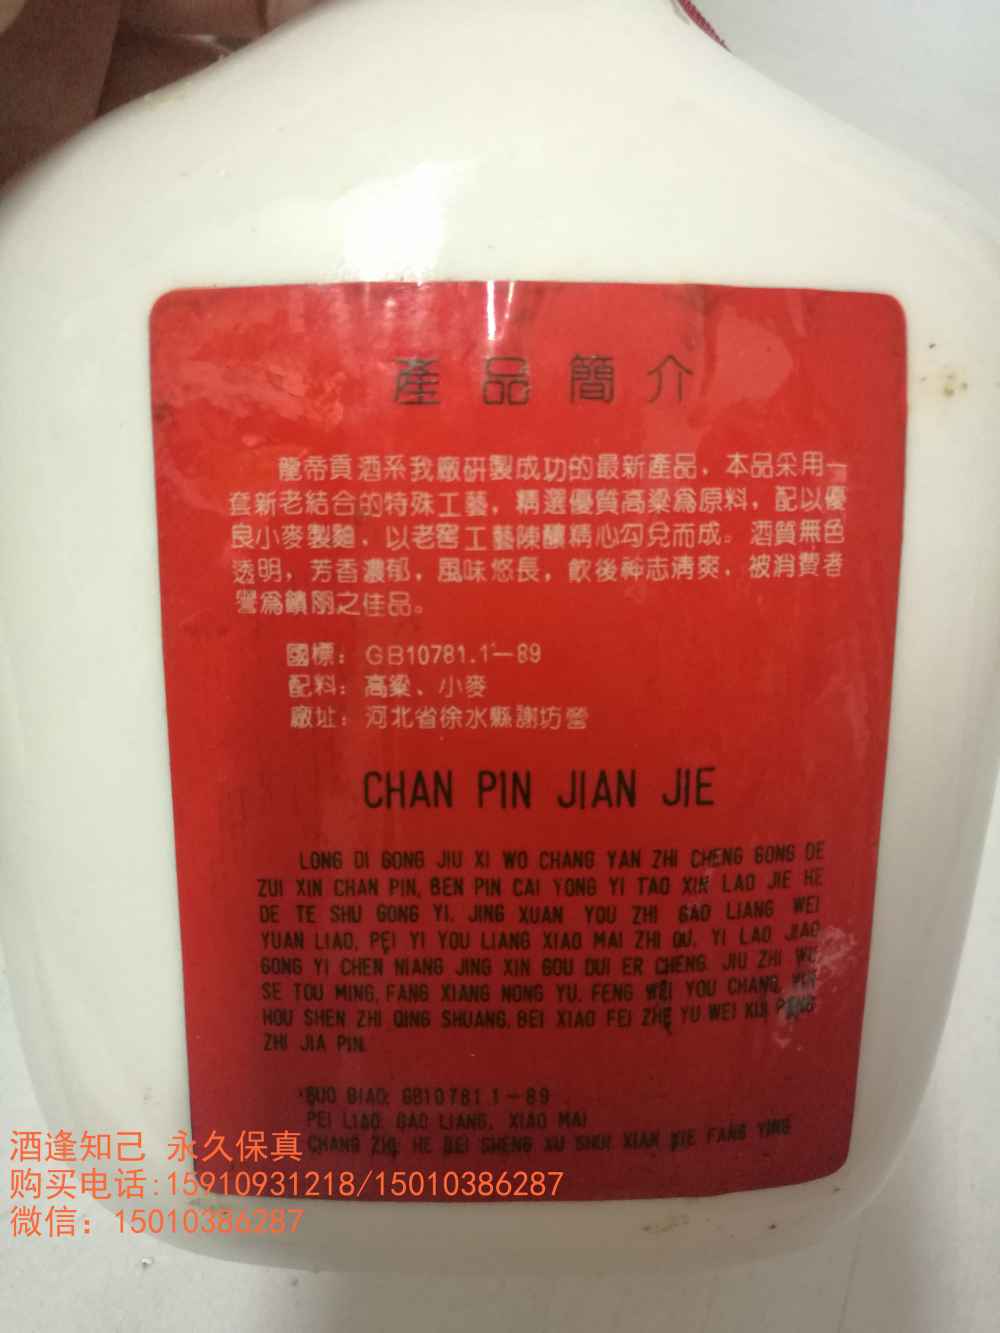 產品簡介
龍帝貢酒系我廠研製成功的最新產品，本品采用一
套新老結合的特殊工藝，精選優質高粱爲原料，配以優
良小麥製麯，以老窖工藝陳釀精心勾兌而成。酒質無色
透明，芳香濃郁，風味悠長，飲後神志清爽，被消費者
譽爲饋朋之佳品。
國標：GB10781.1—89
配料：高粱、小麥
廠址：河北省徐水縣謝坊營
CHAN PIN JIAN JIE
LONG DI GONG JIU XI WO CHANG YAN ZHI CHENG GONG DE
ZUI XIN CHAN PIN, BEN PIN CAI YONG YI TAO XIN LAO JIE HE
DE TE SHU GONG YI, JING XUAN YOU ZHI GAO LIANG WEI
YUAN LIAO, PEI YI YOU LIANG XIAO MAI ZHI QU, YI LAO JIAO
GONG YI CHEN NIANG JING XIN GOU DUI ER CHENG. JIU ZHI WU
SE TOU MING, FANG XIANG NONG YU, FENG WEI YOU CHANG, YIN
HOU SHEN ZHI QING SHUANG, BEI XIAO FEI ZHE YU WEI KUI PENG
ZHI JIA PIN.
GUO BIAO: GB10781.1—89
PEI LIAO: GAO LIANG, XIAO MAI
CHANG ZHI: HE BEI SHENG XU SHUI XIAN XIE FANG YING
酒逢知己 永久保真
购买电话:15910931218/15010386287
微信：15010386287